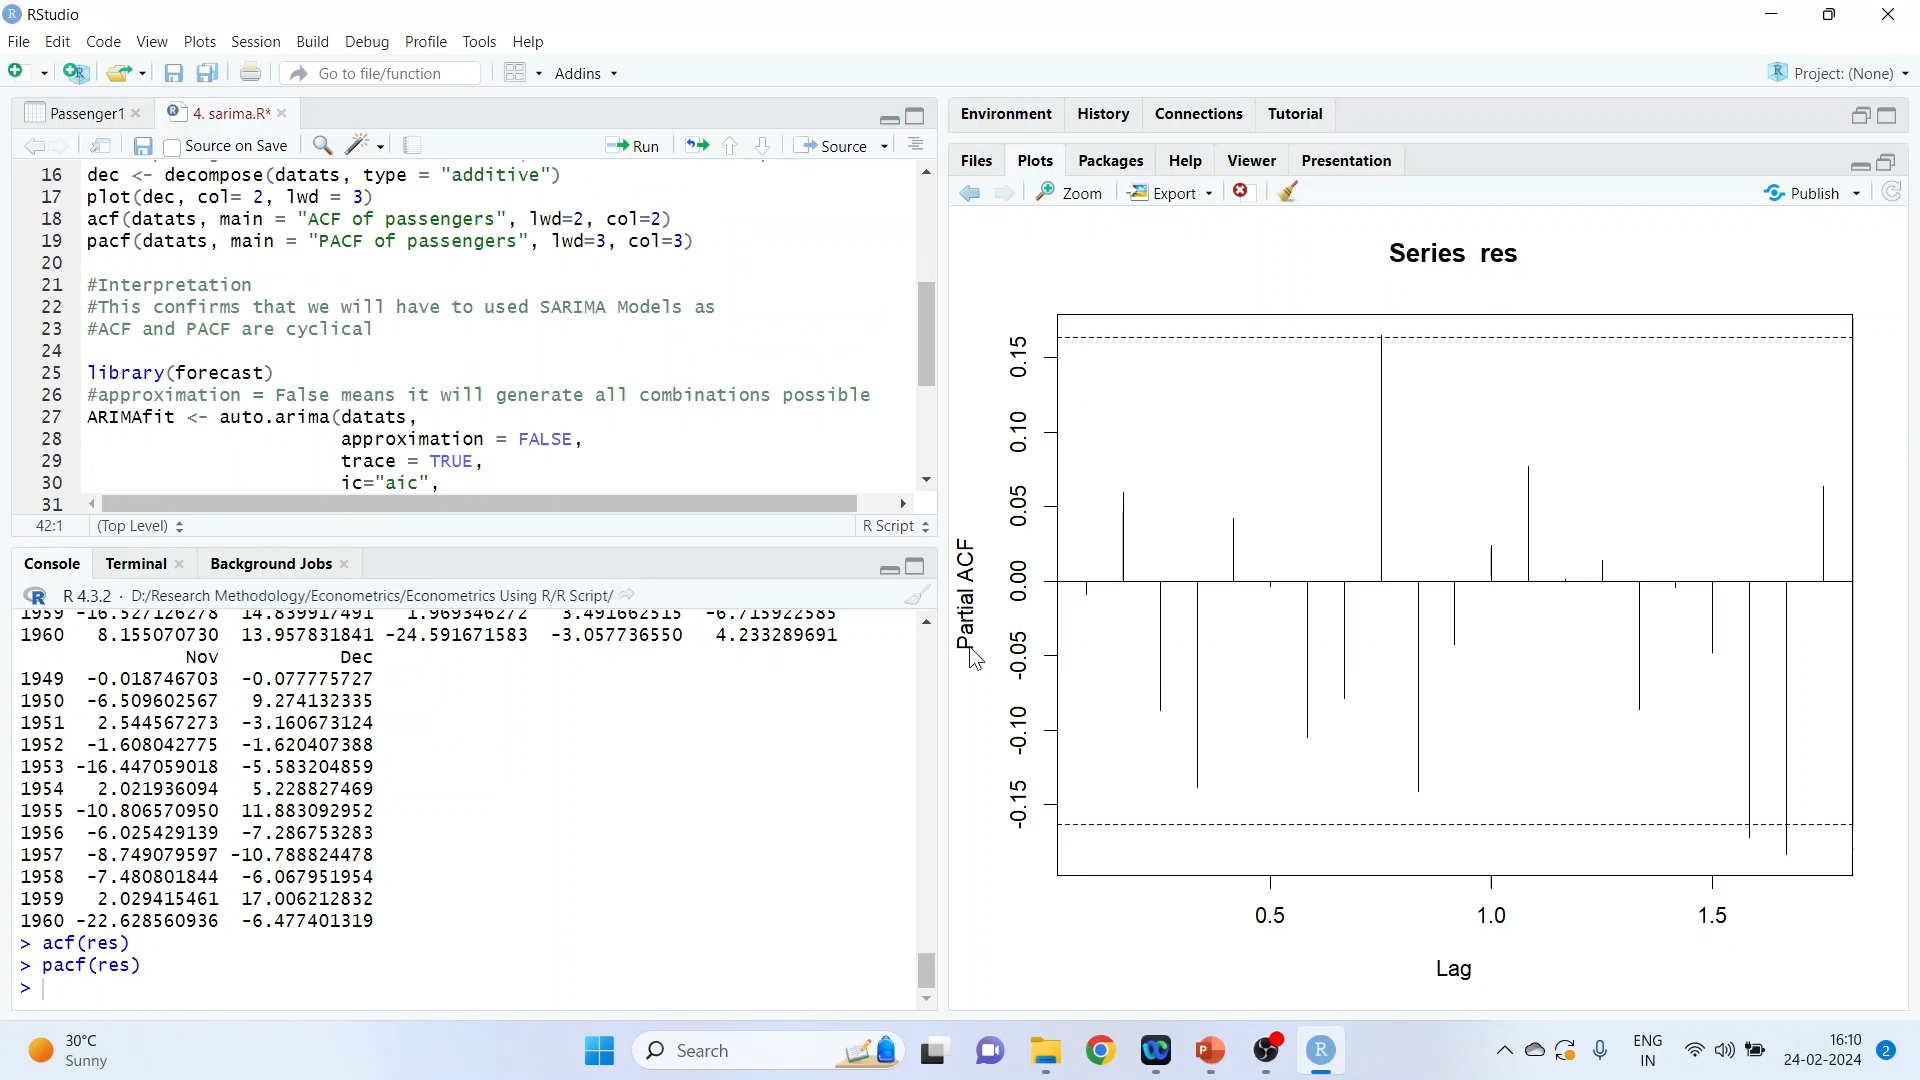 RStudio
File Edit Code View Plots Session Build Debug Profile Tools Help
Go to file/function Addins Project: (None)
Passenger1 4. sarima.R*
Source on Save Run Source
16 dec <- decompose(datats, type = "additive")
17 plot(dec, col= 2, lwd = 3)
18 acf(datats, main = "ACF of passengers", lwd=2, col=2)
19 pacf(datats, main = "PACF of passengers", lwd=3, col=3)
20
21 #Interpretation
22 #This confirms that we will have to used SARIMA Models as
23 #ACF and PACF are cyclical
24
25 library(forecast)
26 #approximation = False means it will generate all combinations possible
27 ARIMAfit <- auto.arima(datats,
28 approximation = FALSE,
29 trace = TRUE,
30 ic="aic",
31
42:1 (Top Level) R Script
Console Terminal Background Jobs
R 4.3.2 · D:/Research Methodology/Econometrics/Econometrics Using R/R Script/
1959 -16.527126278 14.839917491 1.969346272 3.491662515 -6.715922585
1960 8.155070730 13.957831841 -24.591671583 -3.057736550 4.233289691
Nov Dec
1949 -0.018746703 -0.077775727
1950 -6.509602567 9.274132335
1951 2.544567273 -3.160673124
1952 -1.608042775 -1.620407388
1953 -16.447059018 -5.583204859
1954 2.021936094 5.228827469
1955 -10.806570950 11.883092952
1956 -6.025429139 -7.286753283
1957 -8.749079597 -10.788824478
1958 -7.480801844 -6.067951954
1959 2.029415461 17.006212832
1960 -22.628560936 -6.477401319
> acf(res)
> pacf(res)
>
Environment History Connections Tutorial
Files Plots Packages Help Viewer Presentation
Zoom Export Publish
Series res
Partial ACF
0.15
0.10
0.05
0.00
-0.05
-0.10
-0.15
0.5 1.0 1.5
Lag
30°C
Sunny
Search
ENG
IN
16:10
24-02-2024
2